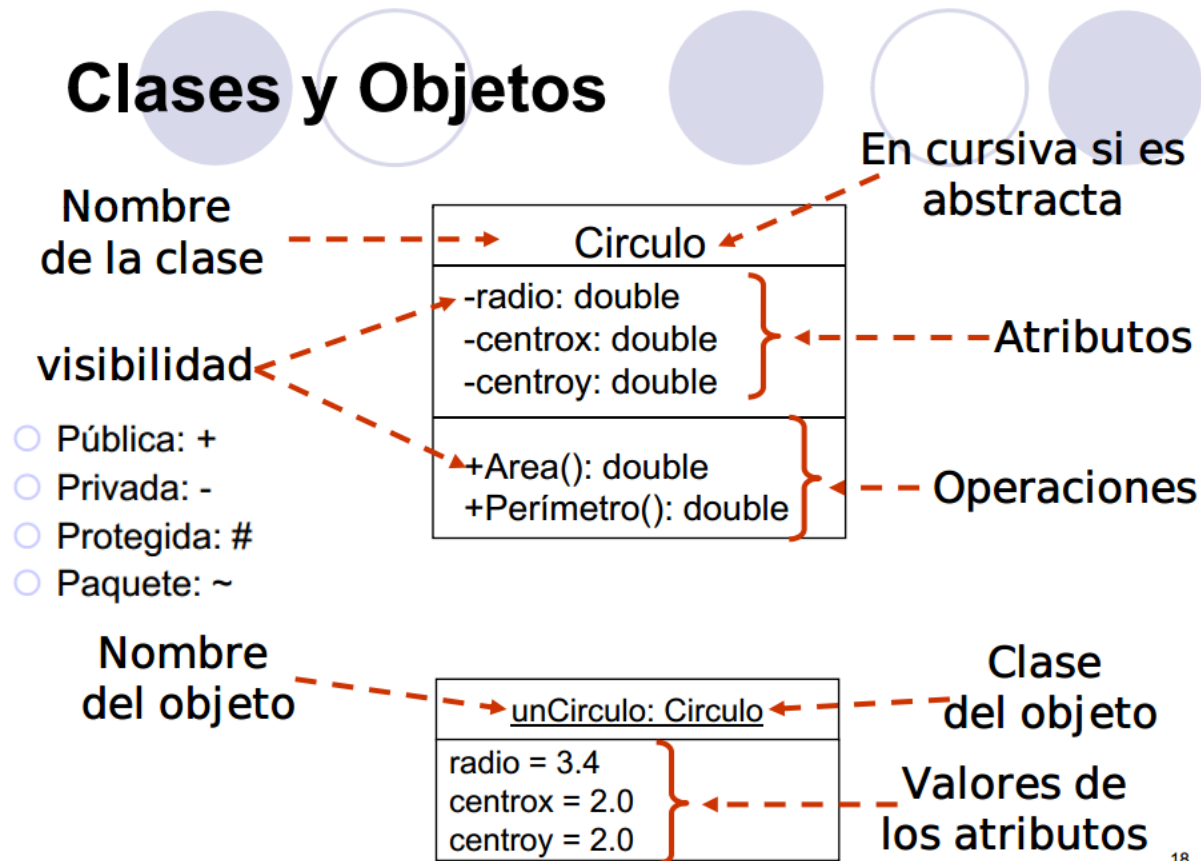 Clases y Objetos
En cursiva si es
abstracta
Nombre
de la clase
Circulo
-radio: double
-centrox: double
-centroy: double
Atributos
visibilidad
Pública: +
Privada: -
Protegida: #
Paquete: ~
+Area(): double
+Perímetro(): double
Operaciones
Nombre
del objeto
unCirculo: Circulo
Clase
del objeto
radio = 3.4
centrox = 2.0
centroy = 2.0
Valores de
los atributos
18